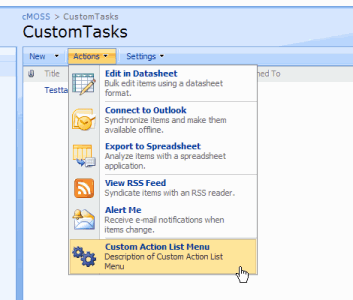 cMOSS > CustomTasks
CustomTasks
New Actions Settings
Title ned To
Testta
Edit in Datasheet
Bulk edit items using a datasheet
format.
Connect to Outlook
Synchronize items and make them
available offline.
Export to Spreadsheet
Analyze items with a spreadsheet
application.
View RSS Feed
Syndicate items with an RSS reader.
Alert Me
Receive e-mail notifications when
items change.
Custom Action List Menu
Description of Custom Action List
Menu